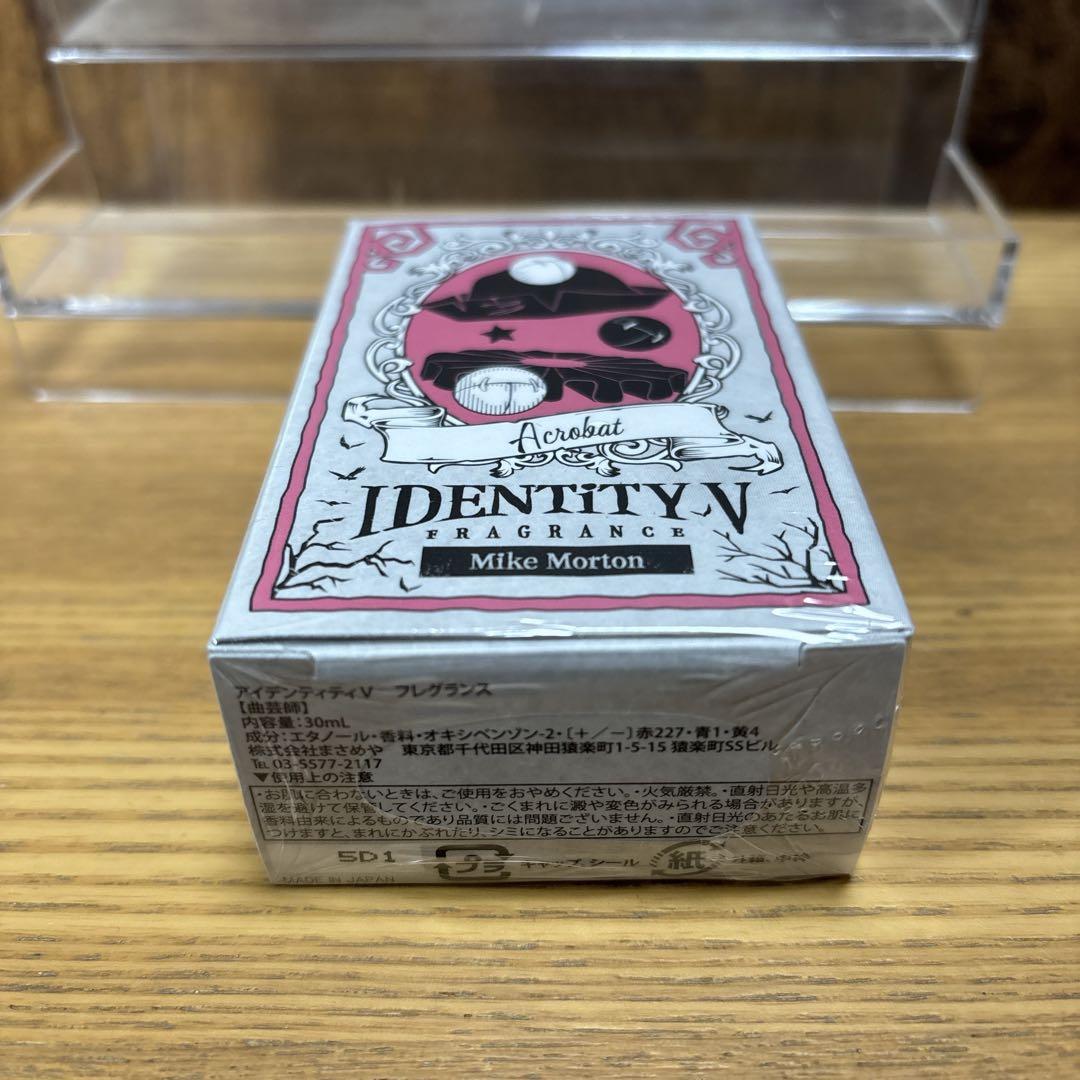 Acrobat
IDENTiTY V
FRAGRANCE
Mike Morton
アイデンティティV フレグランス
【曲芸師】
内容量:30mL
成分:エタノール・香料・オキシベンゾン-2・〔+/−〕赤227・青1・黄4
株式会社まさめや 東京都千代田区神田猿楽町1-5-15 猿楽町SSビル
TEL 03-5577-2117
▼使用上の注意
・お肌に合わないときは、ご使用をおやめください。・火気厳禁。・直射日光や高温多
湿を避けて保管してください。・ごくまれに澱や変色がみられる場合がありますが、
香料由来によるものであり品質には問題ございません。・直射日光のあたるお肌に
つけますと、まれにかぶれたり、シミになることがありますのでご注意ください。
5D1 プラ キャップ、シール 紙
MADE IN JAPAN